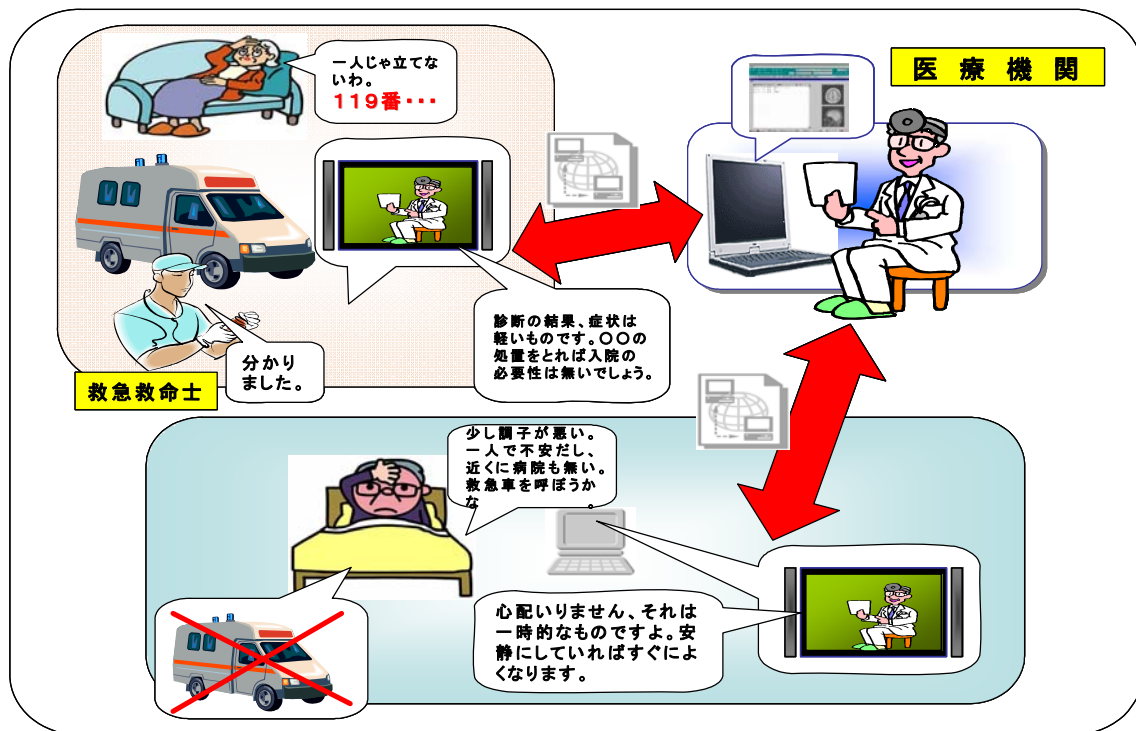 一人じゃ立てな
いわ。
119番・・・
医療機関
分かり
ました。
救急救命士
診断の結果、症状は
軽いものです。〇〇の
処置をとれば入院の
必要性は無いでしょう。
少し調子が悪い。
一人で不安だし、
近くに病院も無い。
救急車を呼ぼうか
な。
心配いりません、それは
一時的なものですよ。安
静にしていればすぐによ
くなります。